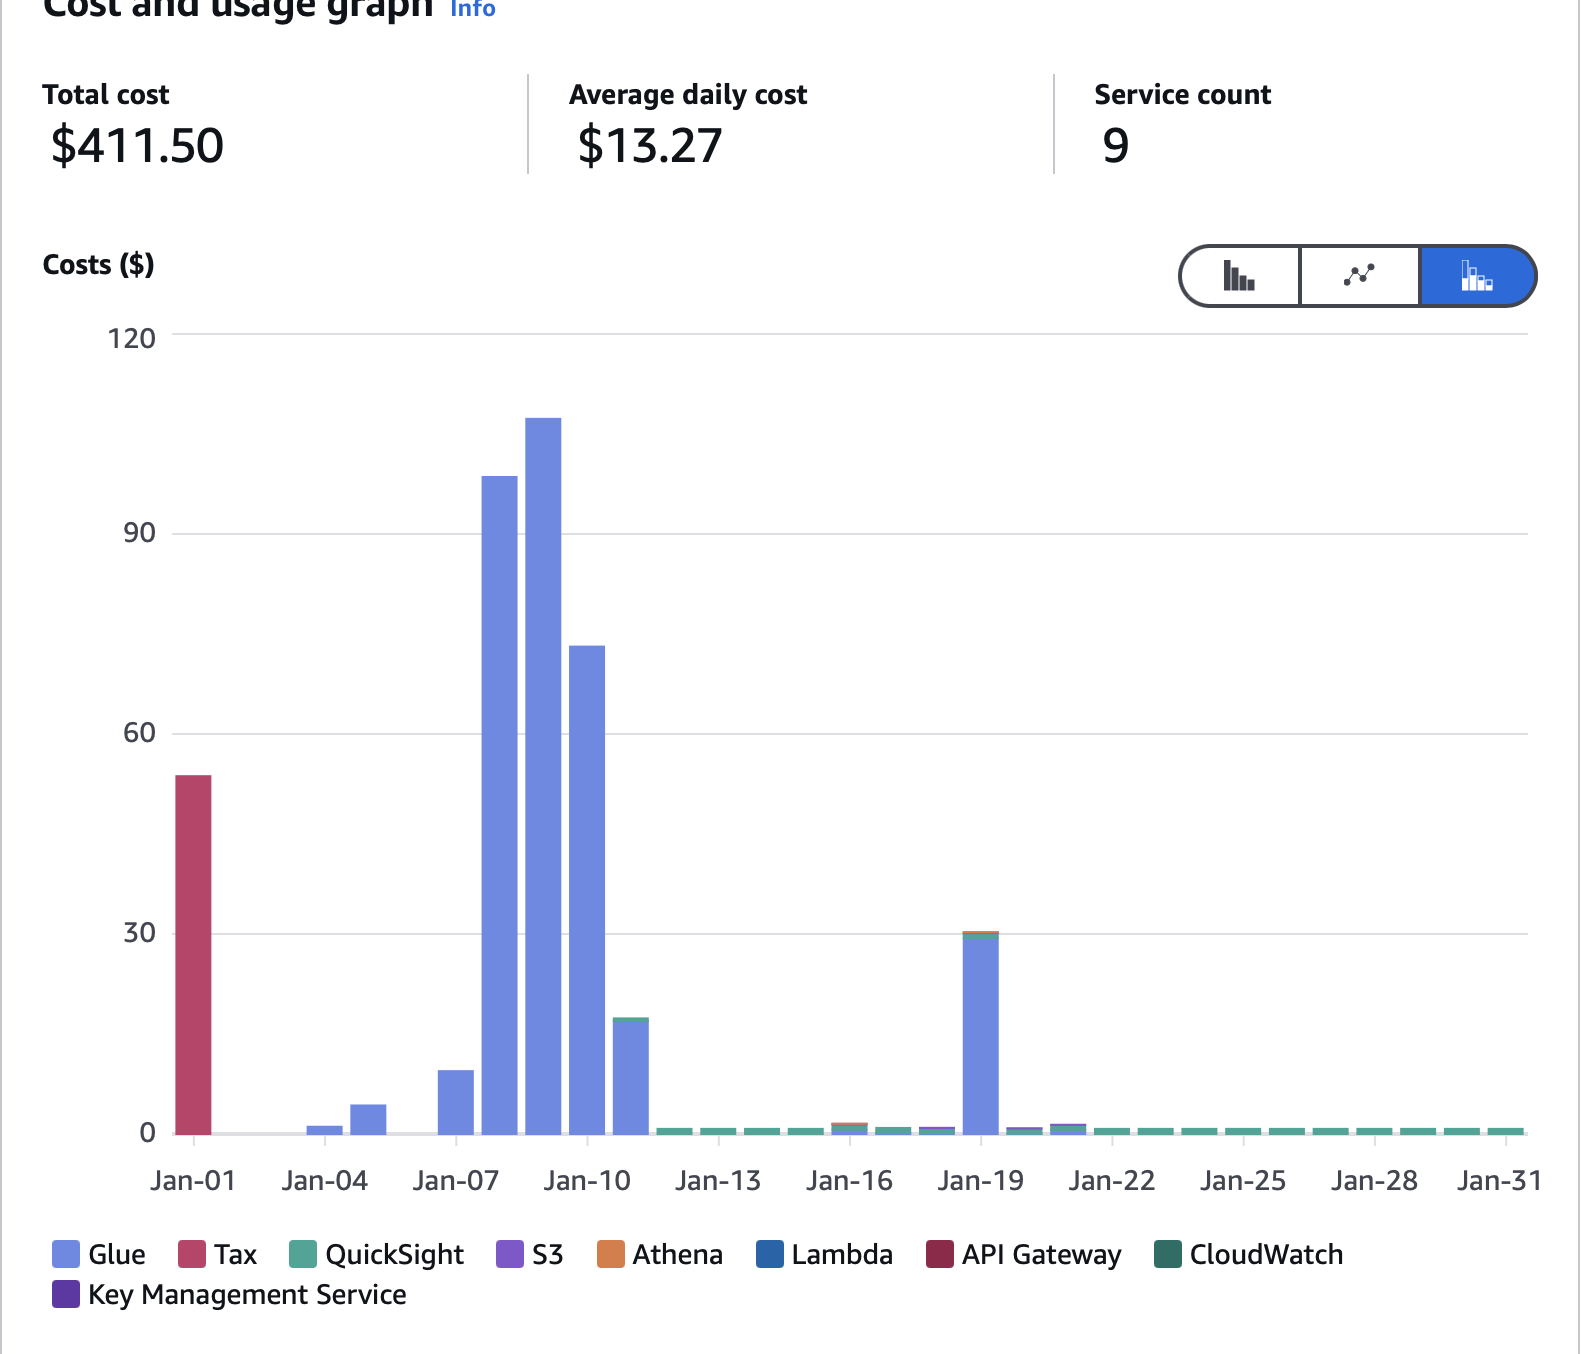 Cost and usage graph Info
Total cost Average daily cost Service count
$411.50 $13.27 9
Costs ($)
120
90
60
30
0
Jan-01 Jan-04 Jan-07 Jan-10 Jan-13 Jan-16 Jan-19 Jan-22 Jan-25 Jan-28 Jan-31
Glue Tax QuickSight S3 Athena Lambda API Gateway CloudWatch
Key Management Service